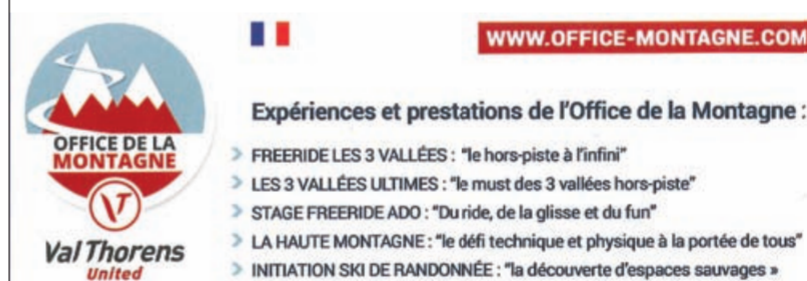 WWW.OFFICE-MONTAGNE.COM
OFFICE DE LA
MONTAGNE
VT
Val Thorens
United
Expériences et prestations de l'Office de la Montagne :
FREERIDE LES 3 VALLÉES : "le hors-piste à l'infini"
LES 3 VALLÉES ULTIMES : "le must des 3 vallées hors-piste"
STAGE FREERIDE ADO : "Du ride, de la glisse et du fun"
LA HAUTE MONTAGNE : "le défi technique et physique à la portée de tous"
INITIATION SKI DE RANDONNÉE : "la découverte d'espaces sauvages »